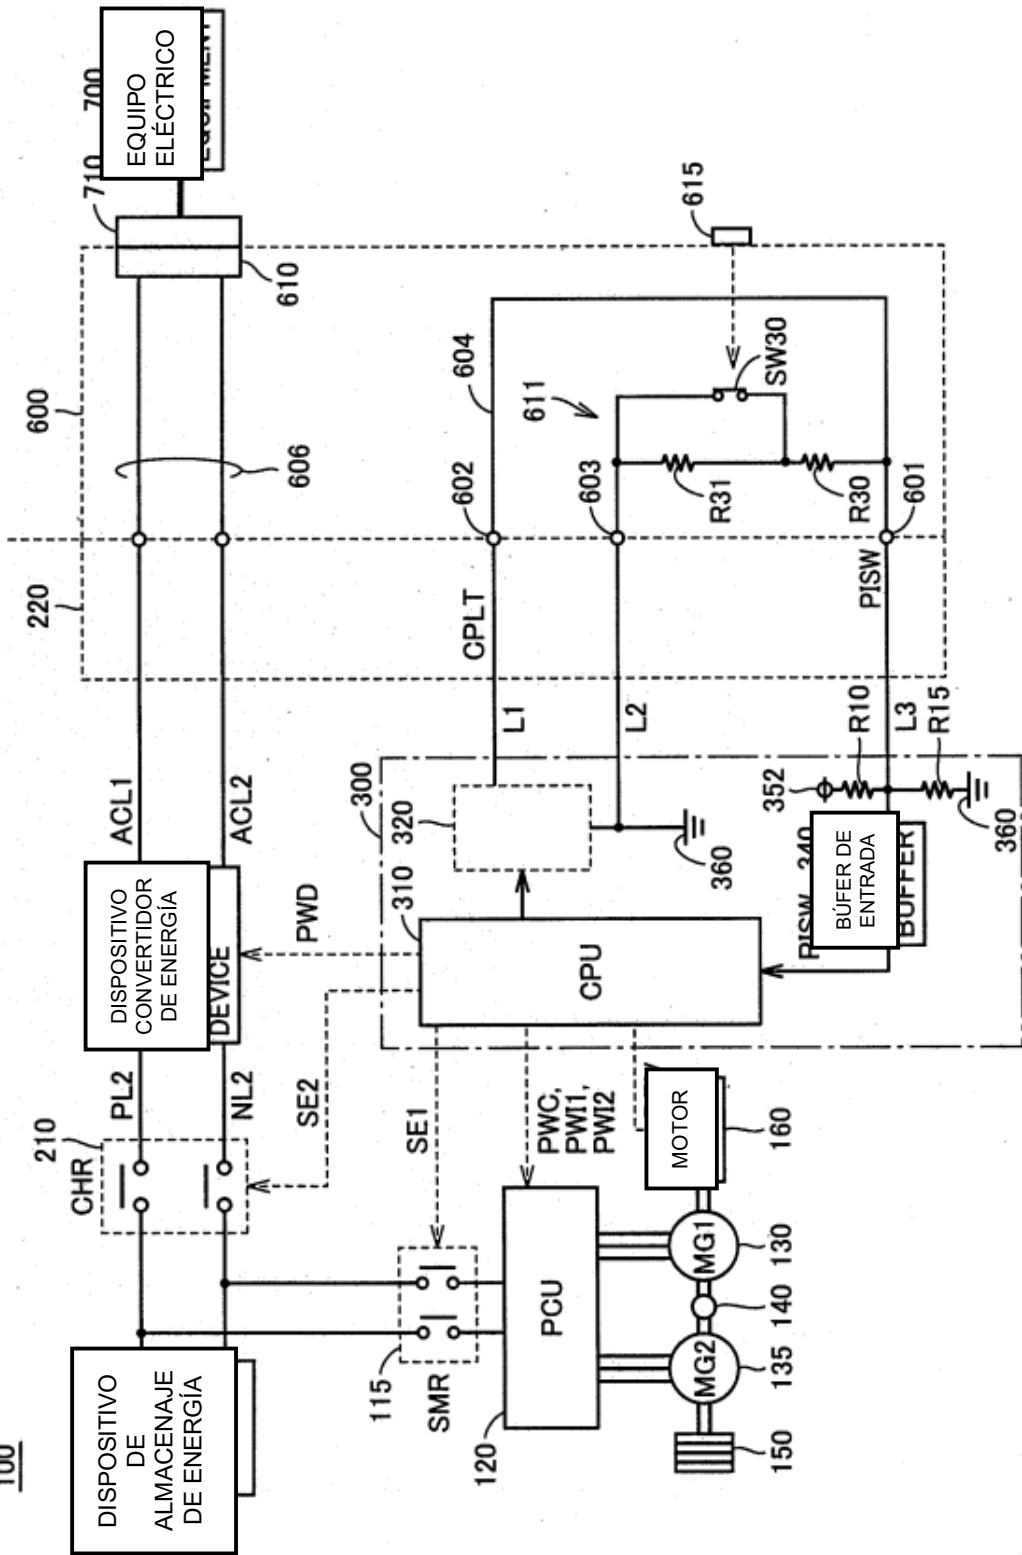 100
DISPOSITIVO
DE
ALMACENAJE
DE ENERGÍA
CHR
210
PL2
NL2
DISPOSITIVO
CONVERTIDOR
DE ENERGÍA
DEVICE
ACL1
ACL2
220
600
606
610
710
700
EQUIPO
ELÉCTRICO
EQUIPMENT
SE2
PWD
115
SMR
SE1
120
PCU
PWC,
PWI1,
PWI2
310
300
CPU
320
360
L1
L2
CPLT
602
604
611
603
R31
R30
SW30
615
601
PISW
L3
352
R10
R15
360
PISW 340
BÚFER DE
ENTRADA
BUFFER
MOTOR
160
MG1
130
140
MG2
135
150